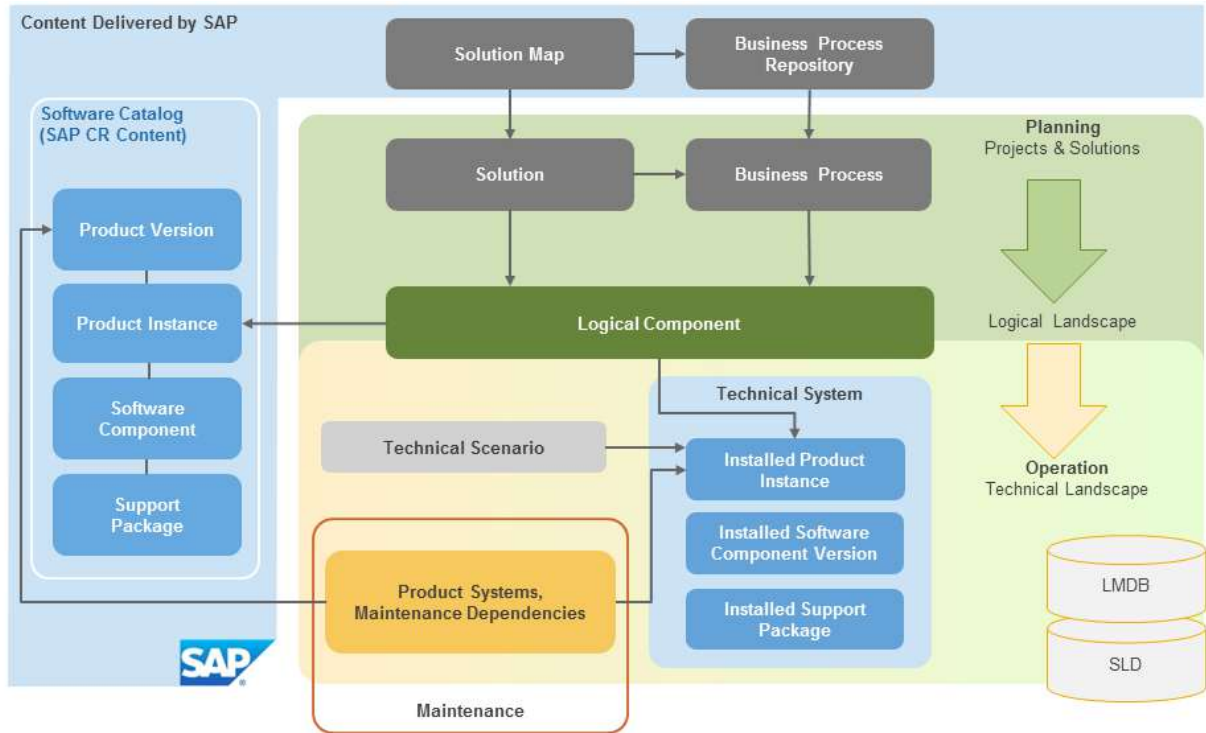 Content Delivered by SAP
Solution Map
Business Process
Repository
Software Catalog
(SAP CR Content)
Planning
Projects & Solutions
Solution
Business Process
Product Version
Product Instance
Logical Component
Logical Landscape
Software
Component
Technical System
Technical Scenario
Installed Product
Instance
Operation
Technical Landscape
Support
Package
Installed Software
Component Version
Product Systems,
Maintenance Dependencies
Installed Support
Package
LMDB
SLD
SAP
®
Maintenance